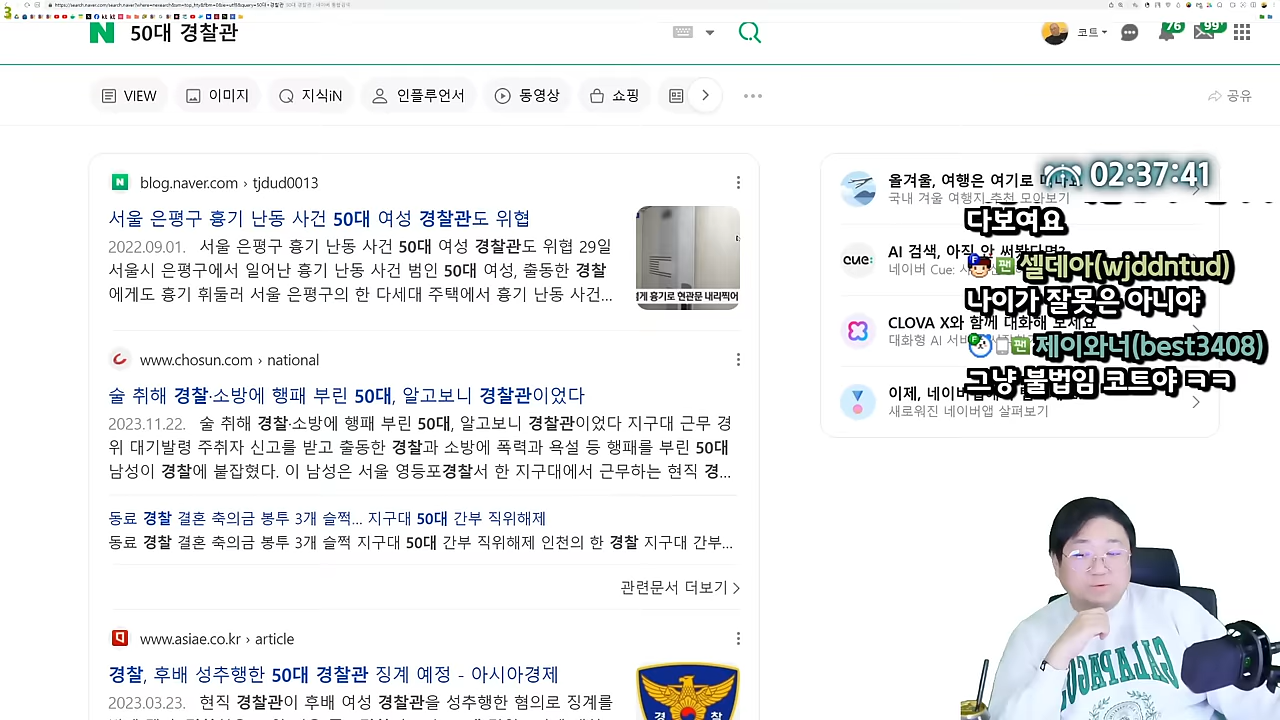 50대 경찰관
코트
76
99+
VIEW
이미지
지식iN
인플루언서
동영상
쇼핑
공유
blog.naver.com › tjdud0013
서울 은평구 흉기 난동 사건 50대 여성 경찰관도 위협
2022.09.01. 서울 은평구 흉기 난동 사건 50대 여성 경찰관도 위협 29일
서울시 은평구에서 일어난 흉기 난동 사건 범인 50대 여성, 출동한 경찰
에게도 흉기 휘둘러 서울 은평구의 한 다세대 주택에서 흉기 난동 사건...
게 흉기로 현관문 내리찍어
www.chosun.com › national
술 취해 경찰·소방에 행패 부린 50대, 알고보니 경찰관이었다
2023.11.22. 술 취해 경찰·소방에 행패 부린 50대, 알고보니 경찰관이었다 지구대 근무 경
위 대기발령 주취자 신고를 받고 출동한 경찰과 소방에 폭력과 욕설 등 행패를 부린 50대
남성이 경찰에 붙잡혔다. 이 남성은 서울 영등포경찰서 한 지구대에서 근무하는 현직 경...
동료 경찰 결혼 축의금 봉투 3개 슬쩍... 지구대 50대 간부 직위해제
동료 경찰 결혼 축의금 봉투 3개 슬쩍 지구대 50대 간부 직위해제 인천의 한 경찰 지구대 간부...
관련문서 더보기
www.asiae.co.kr › article
경찰, 후배 성추행한 50대 경찰관 징계 예정 - 아시아경제
2023.03.23. 현직 경찰관이 후배 여성 경찰관을 성추행한 혐의로 징계를
경찰
올겨울, 여행은 여기로
국내 겨울 여행지 추천 모아보기
02:37:41
다보여요
cue:
AI 검색, 아직 안 써봤다면?
네이버 Cue:
팬 셀데아(wjddntud)
나이가 잘못은 아니야
CLOVA X와 함께 대화해 보세요
대화형 AI
팬 제이와너(best3408)
그냥 불법임 코트야 ㅋㅋ
이제,
새로워진 네이버앱 살펴보기